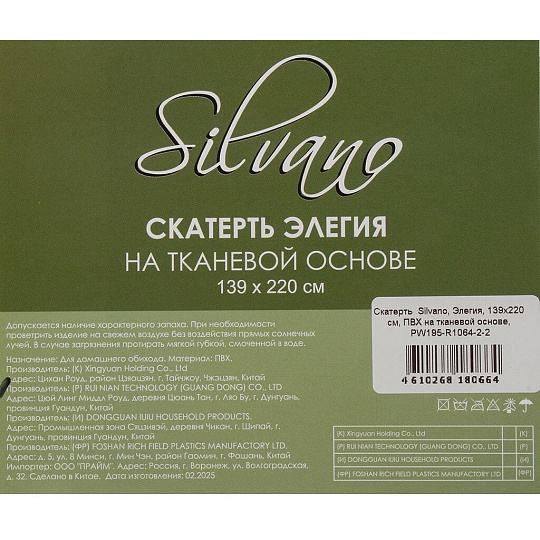 Silvano
СКАТЕРТЬ ЭЛЕГИЯ
НА ТКАНЕВОЙ ОСНОВЕ
139 x 220 см
Скатерть Silvano, Элегия, 139x220
см, ПВХ на тканевой основе,
PW195-R1064-2-2
4 610268 180664
Допускается наличие характерного запаха. При необходимости
проветрить изделие на свежем воздухе без воздействия прямых солнечных
лучей. В случае загрязнения протирать мягкой губкой, смоченной в воде.
Назначение: Для домашнего обихода. Материал: ПВХ.
Производитель: (К) Xingyuan Holding Co., Ltd
Адрес: Цихан Роуд, район Цзяоцзян, г. Тайчжоу, Чжэцзян, Китай
Производитель: (Р) RUI NIAN TECHNOLOGY (GUANG DONG) CO., LTD
Адрес: Цюй Линг Мидл Роуд, деревня Цюань Тан, г. Ляо Бу, г. Дунгуань,
провинция Гуандун, Китай
Производитель: (И) DONGGUAN IUIU HOUSEHOLD PRODUCTS.
Адрес: Промышленная зона Сяшивэй, деревня Чикан, г. Шипай, г.
Дунгуань, провинция Гуандун, Китай
Производитель: (ФР) FOSHAN RICH FIELD PLASTICS MANUFACTORY LTD.
Адрес: д. 5, ул. 8 Минси, г. Мин Чэн, район Гаомин, г. Фошань, Китай
Импортер: ООО "ПРАЙМ". Адрес: Россия, г. Воронеж, ул. Волгоградская,
д. 32. Сделано в Китае. Дата изготовления: 02.2025
(К) Xingyuan Holding Co., Ltd (К)
(Р) RUI NIAN TECHNOLOGY (GUANG DONG) CO., LTD (Р)
(И) DONGGUAN IUIU HOUSEHOLD PRODUCTS (И)
(ФР) FOSHAN RICH FIELD PLASTICS MANUFACTORY LTD (ФР)